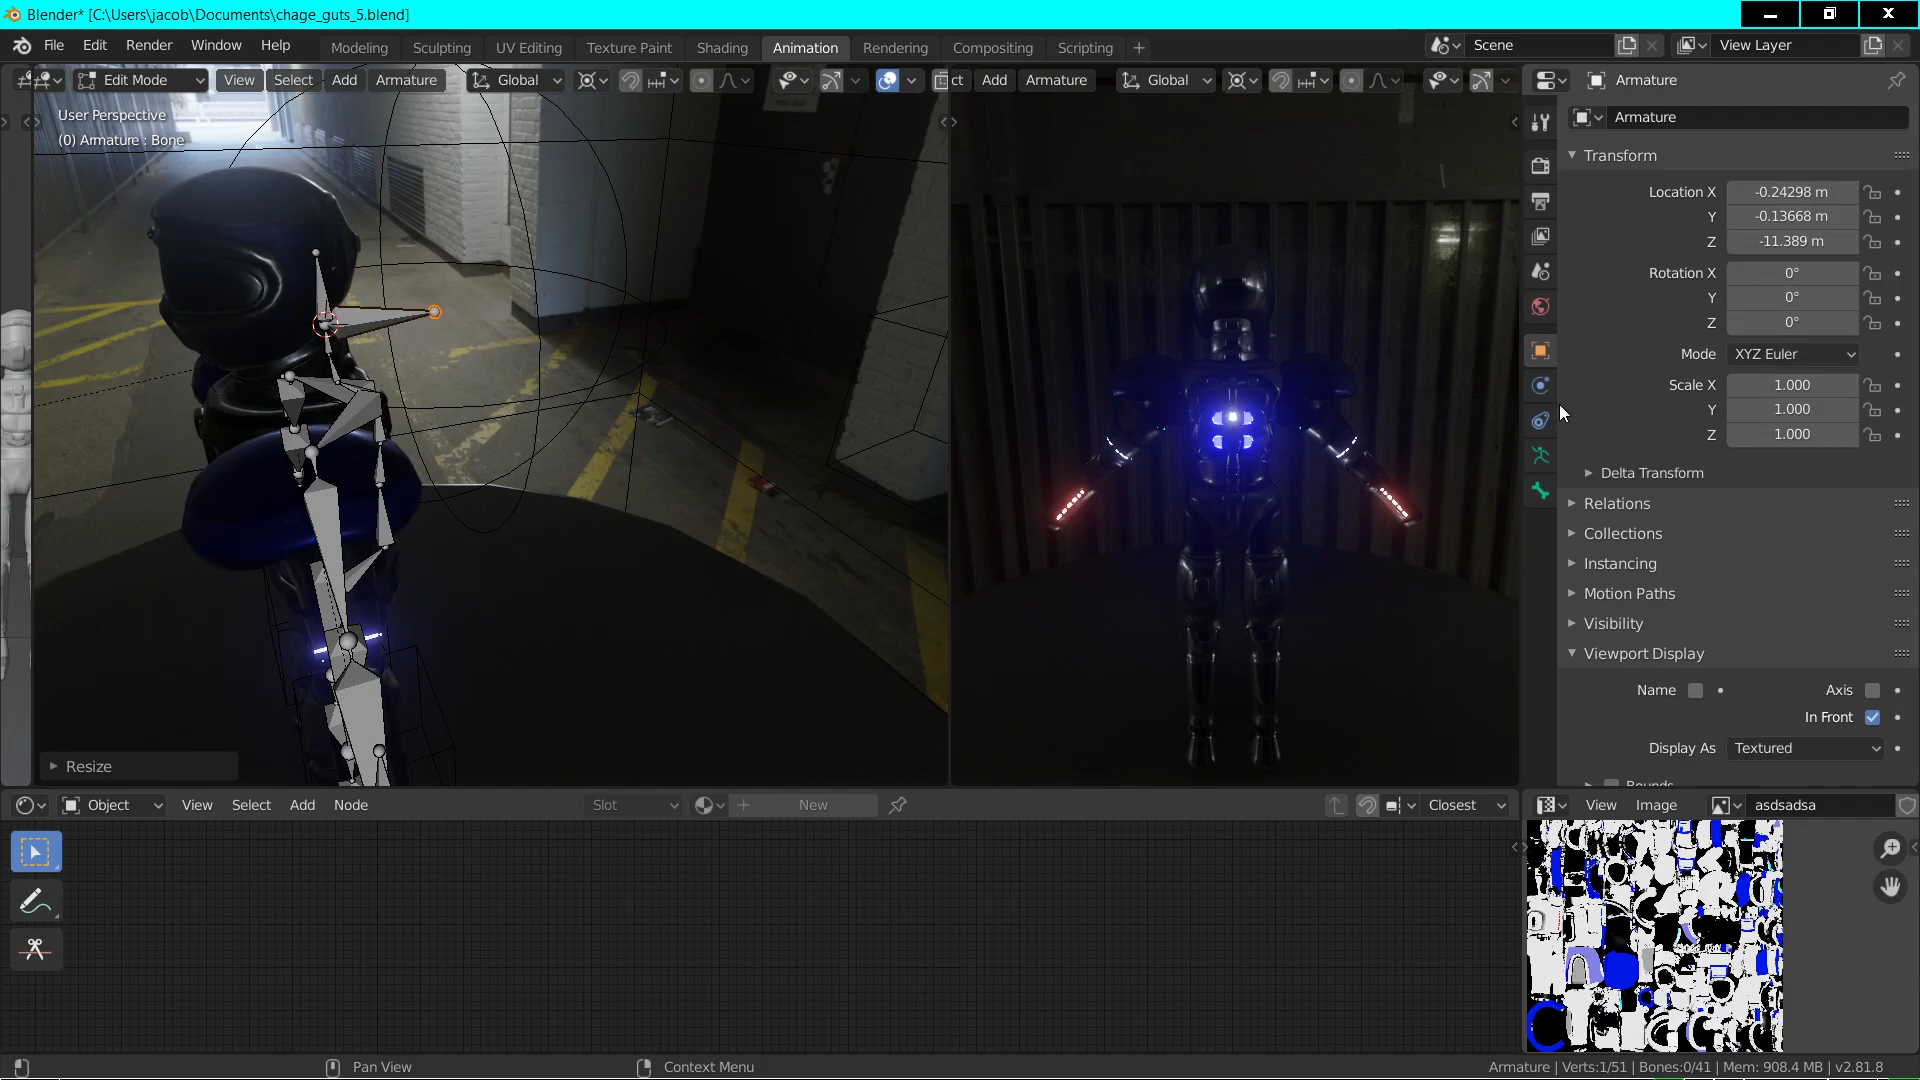 Blender* [C:\Users\jacob\Documents\chage_guts_5.blend]
File Edit Render Window Help Modeling Sculpting UV Editing Texture Paint Shading Animation Rendering Compositing Scripting + Scene View Layer
Edit Mode View Select Add Armature Global ct Add Armature Global Armature
User Perspective
(0) Armature : Bone
Armature
Transform
Location X -0.24298 m
Y -0.13668 m
Z -11.389 m
Rotation X 0°
Y 0°
Z 0°
Mode XYZ Euler
Scale X 1.000
Y 1.000
Z 1.000
Delta Transform
Relations
Collections
Instancing
Motion Paths
Visibility
Viewport Display
Name Axis
In Front
Display As Textured
Resize
Object View Select Add Node Slot + New Closest View Image asdsadsa
Pan View Context Menu Armature | Verts:1/51 | Bones:0/41 | Mem: 908.4 MB | v2.81.8